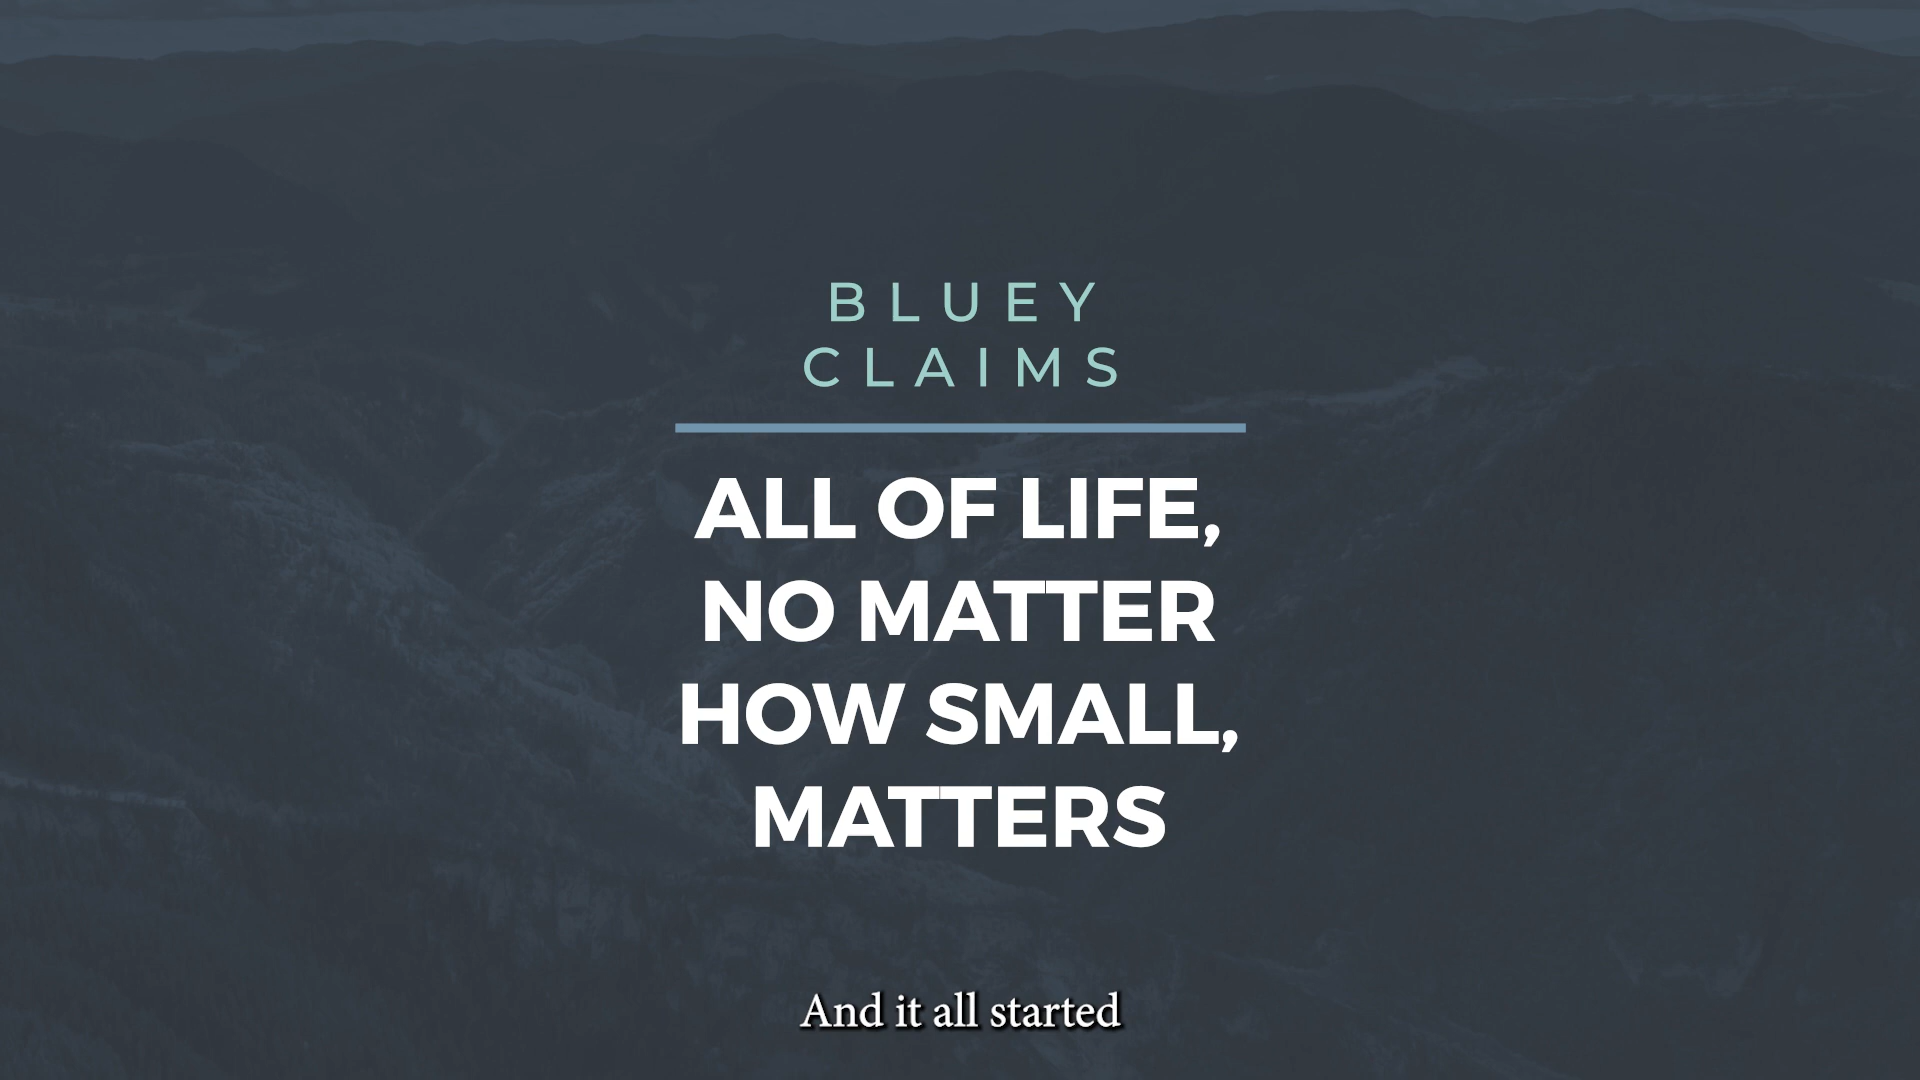 BLUEY
CLAIMS
ALL OF LIFE,
NO MATTER
HOW SMALL,
MATTERS
And it all started